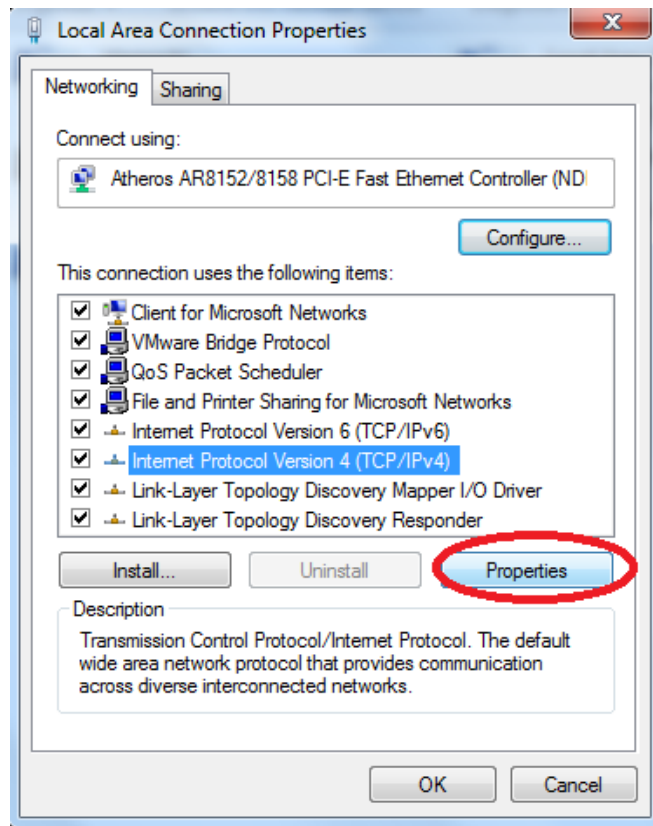 Local Area Connection Properties
Networking
Sharing
Connect using:
Atheros AR8152/8158 PCI-E Fast Ethernet Controller (ND
Configure...
This connection uses the following items:
Client for Microsoft Networks
VMware Bridge Protocol
QoS Packet Scheduler
File and Printer Sharing for Microsoft Networks
Internet Protocol Version 6 (TCP/IPv6)
Internet Protocol Version 4 (TCP/IPv4)
Link-Layer Topology Discovery Mapper I/O Driver
Link-Layer Topology Discovery Responder
Install...
Uninstall
Properties
Description
Transmission Control Protocol/Internet Protocol. The default
wide area network protocol that provides communication
across diverse interconnected networks.
OK
Cancel